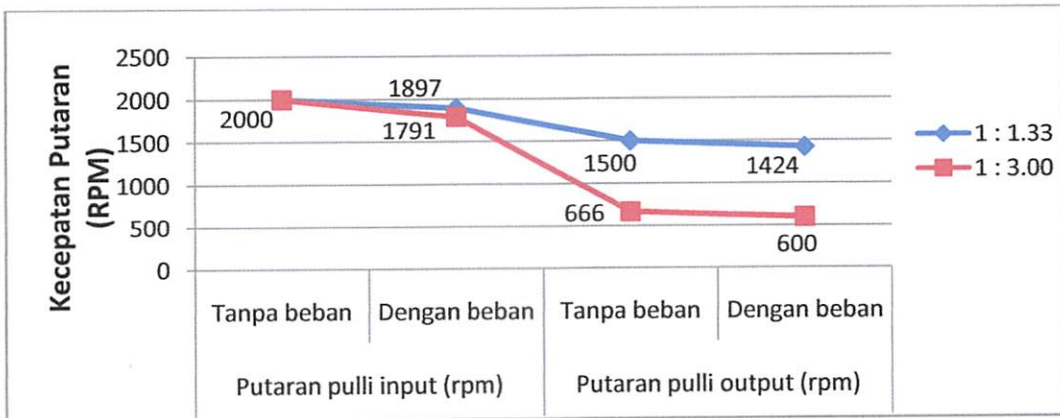 Kecepatan Putaran
(RPM)
2500
2000
1500
1000
500
0
2000
1897
1791
1500
1424
666
600
1 : 1.33
1 : 3.00
Tanpa beban
Dengan beban
Tanpa beban
Dengan beban
Putaran pulli input (rpm)
Putaran pulli output (rpm)